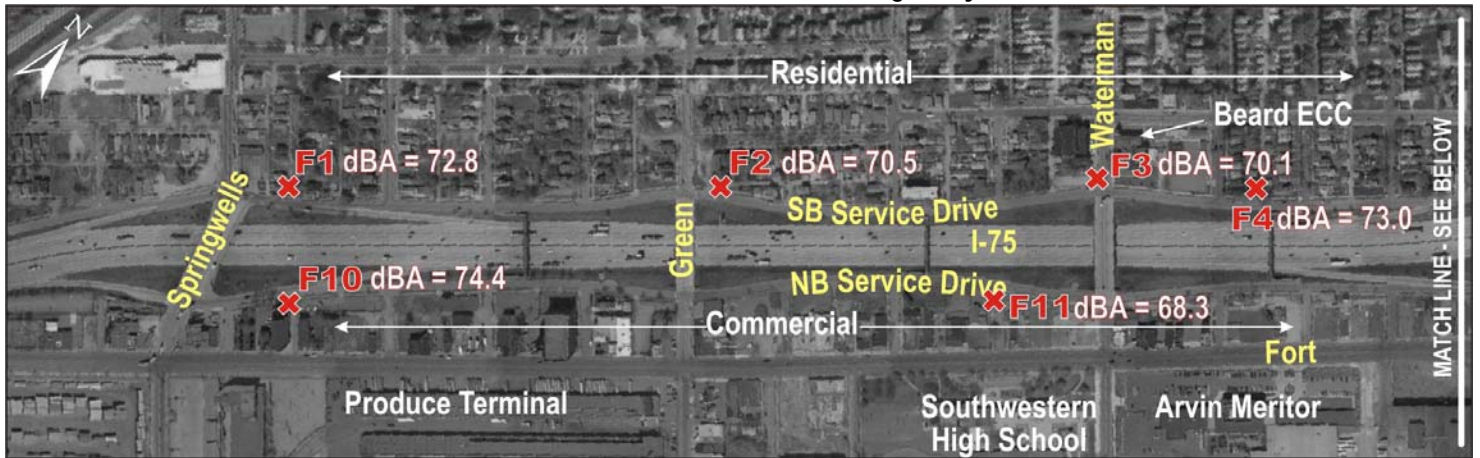 N
Residential
Waterman
Beard ECC
F1 dBA = 72.8
F2 dBA = 70.5
F3 dBA = 70.1
F4 dBA = 73.0
Springwells
Green
SB Service Drive
I-75
NB Service Drive
F10 dBA = 74.4
F11 dBA = 68.3
Commercial
Fort
Produce Terminal
Southwestern
High School
Arvin Meritor
MATCH LINE - SEE BELOW